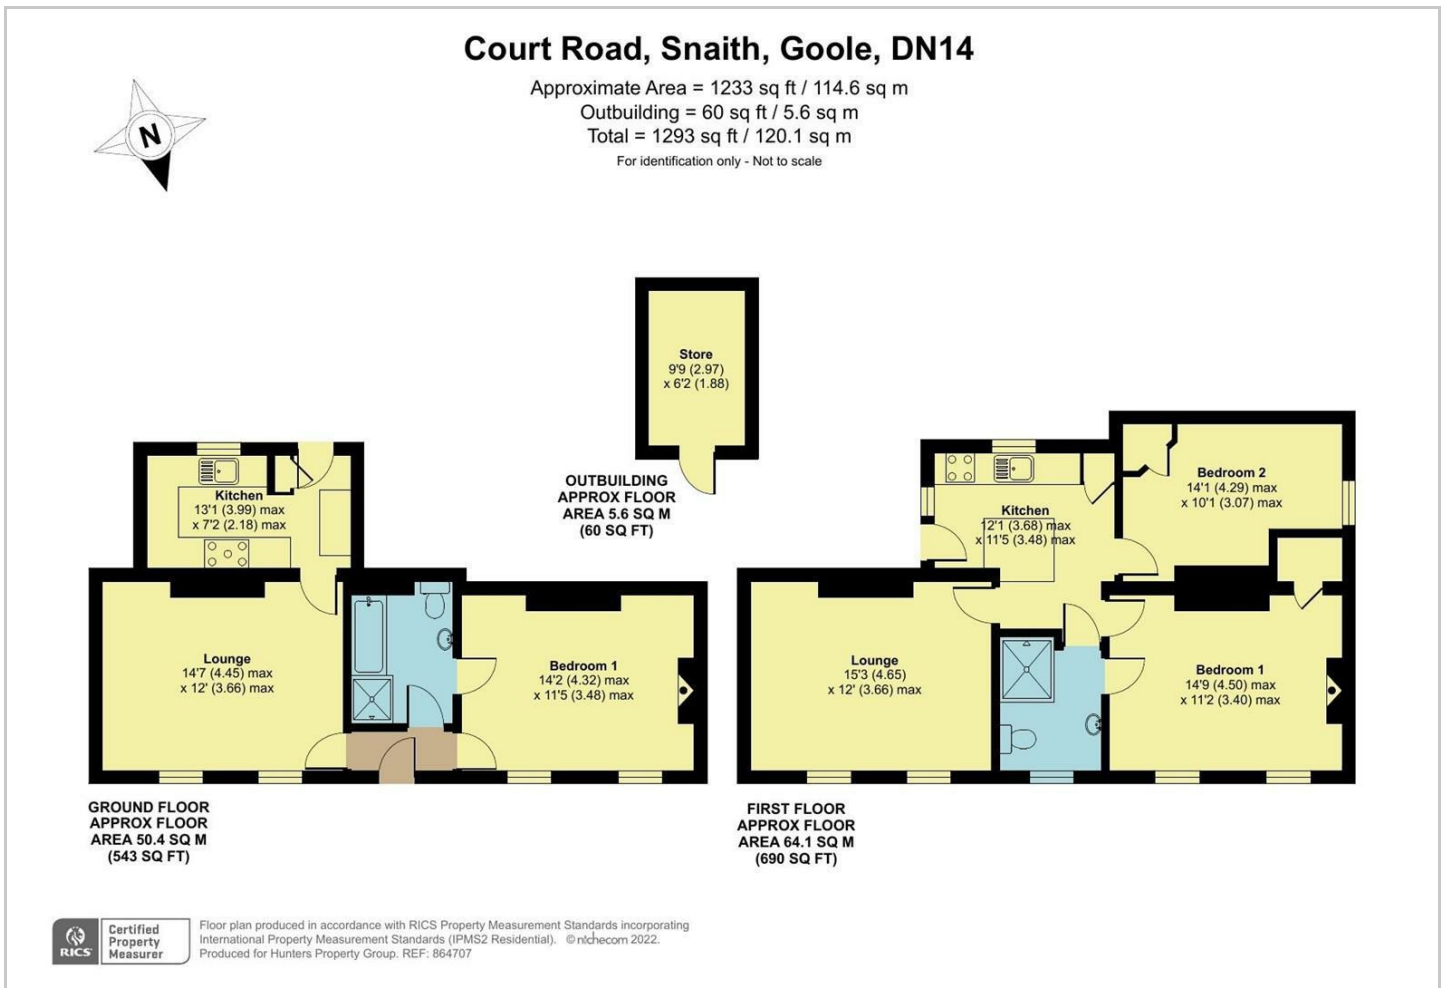 Court Road, Snaith, Goole, DN14
Approximate Area = 1233 sq ft / 114.6 sq m
Outbuilding = 60 sq ft / 5.6 sq m
Total = 1293 sq ft / 120.1 sq m
For identification only - Not to scale
N
Store
9'9 (2.97)
x 6'2 (1.88)
OUTBUILDING
APPROX FLOOR
AREA 5.6 SQ M
(60 SQ FT)
Kitchen
13'1 (3.99) max
x 7'2 (2.18) max
Lounge
14'7 (4.45) max
x 12' (3.66) max
Bedroom 1
14'2 (4.32) max
x 11'5 (3.48) max
GROUND FLOOR
APPROX FLOOR
AREA 50.4 SQ M
(543 SQ FT)
Kitchen
12'1 (3.68) max
x 11'5 (3.48) max
Bedroom 2
14'1 (4.29) max
x 10'1 (3.07) max
Lounge
15'3 (4.65)
x 12' (3.66) max
Bedroom 1
14'9 (4.50) max
x 11'2 (3.40) max
FIRST FLOOR
APPROX FLOOR
AREA 64.1 SQ M
(690 SQ FT)
RICS
Certified
Property
Measurer
Floor plan produced in accordance with RICS Property Measurement Standards incorporating
International Property Measurement Standards (IPMS2 Residential). © nichecom 2022.
Produced for Hunters Property Group. REF: 864707